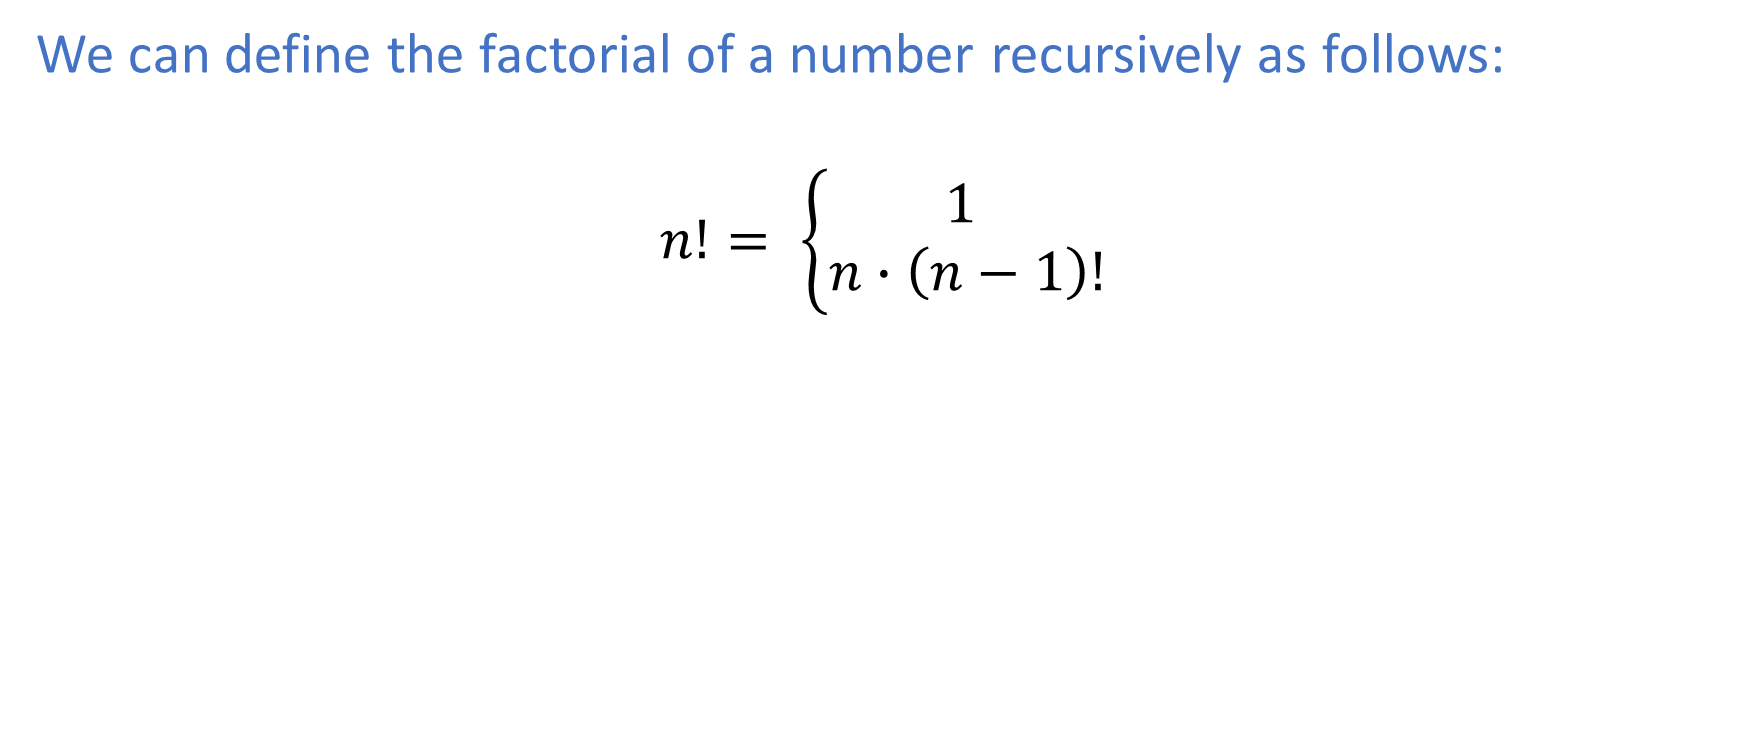 We can define the factorial of a number recursively as follows:
n! = { 1
n · (n − 1)!